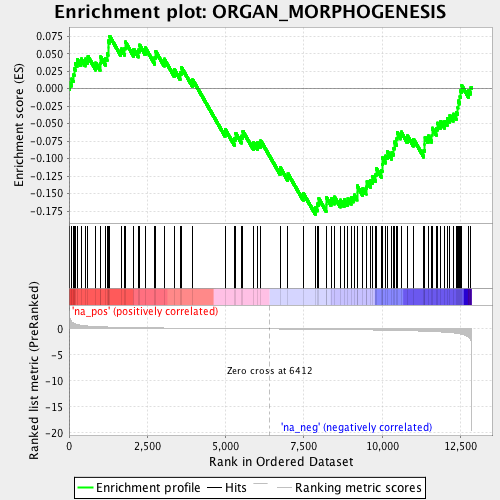 Enrichment plot: ORGAN_MORPHOGENESIS
Enrichment score (ES)
0.075
0.050
0.025
0.000
-0.025
-0.050
-0.075
-0.100
-0.125
-0.150
-0.175
'na_pos' (positively correlated)
Ranked list metric (PreRanked)
0
-5
-10
-15
-20
Zero cross at 6412
'na_neg' (negatively correlated)
0
2,500
5,000
7,500
10,000
12,500
Rank in Ordered Dataset
Enrichment profile
Hits
Ranking metric scores